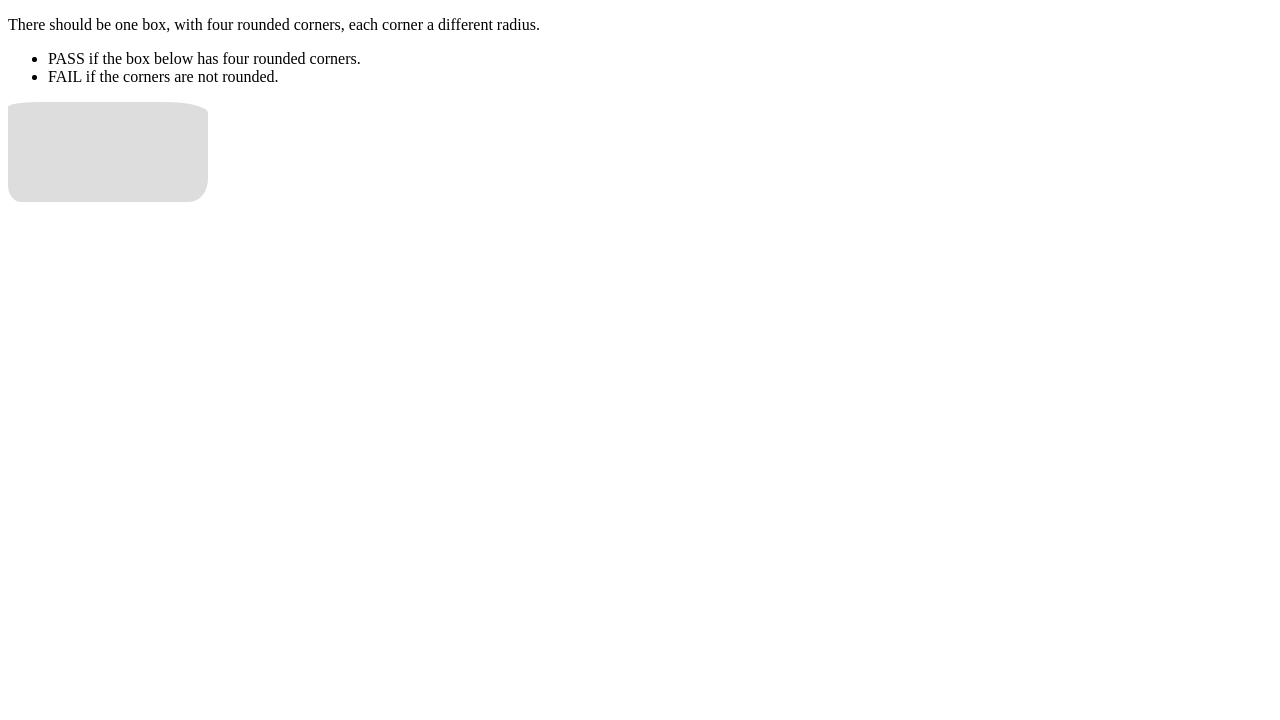 There should be one box, with four rounded corners, each corner a different radius.
PASS if the box below has four rounded corners.
FAIL if the corners are not rounded.